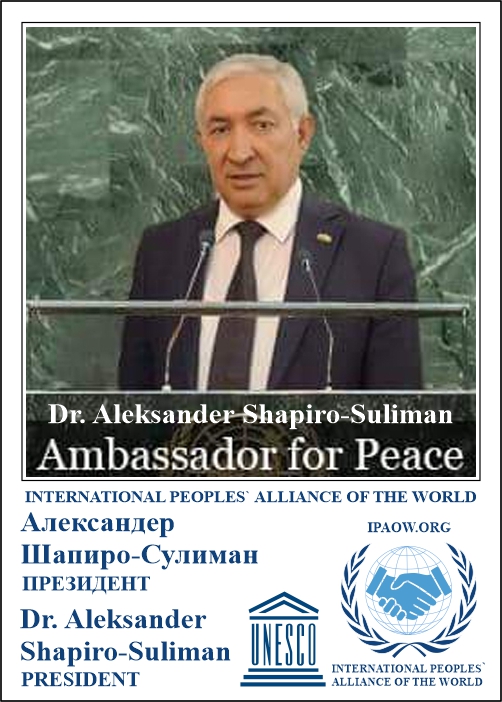 Dr. Aleksander Shapiro-Suliman
Ambassador for Peace
INTERNATIONAL PEOPLES` ALLIANCE OF THE WORLD
Александер
Шапиро-Сулиман
ПРЕЗИДЕНТ
Dr. Aleksander
Shapiro-Suliman
PRESIDENT
UNESCO
IPAOW.ORG
INTERNATIONAL PEOPLES`
ALLIANCE OF THE WORLD